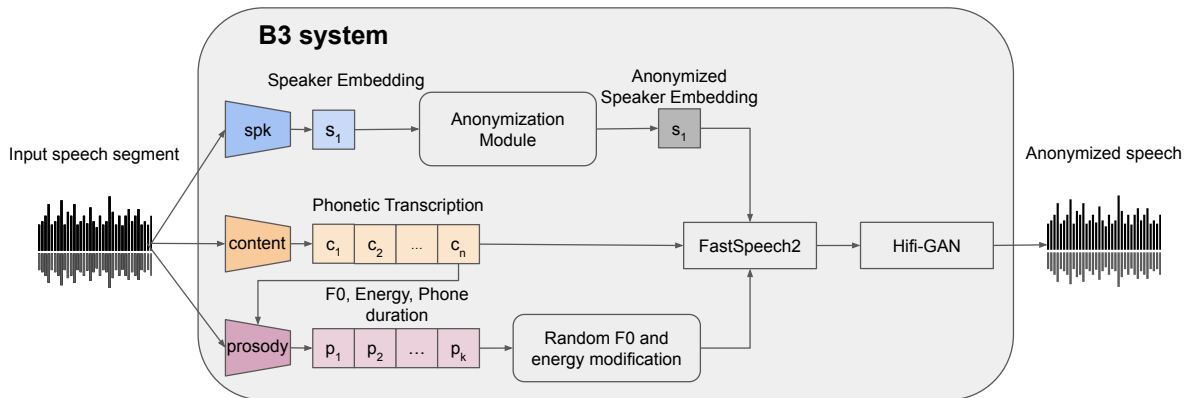 B3 system
Speaker Embedding
Anonymized
Speaker Embedding
spk
s1
Anonymization
Module
s1
Input speech segment
Anonymized speech
Phonetic Transcription
content
c1 c2 ... cn
FastSpeech2
Hifi-GAN
F0, Energy, Phone
duration
prosody
p1 p2 ... pk
Random F0 and
energy modification